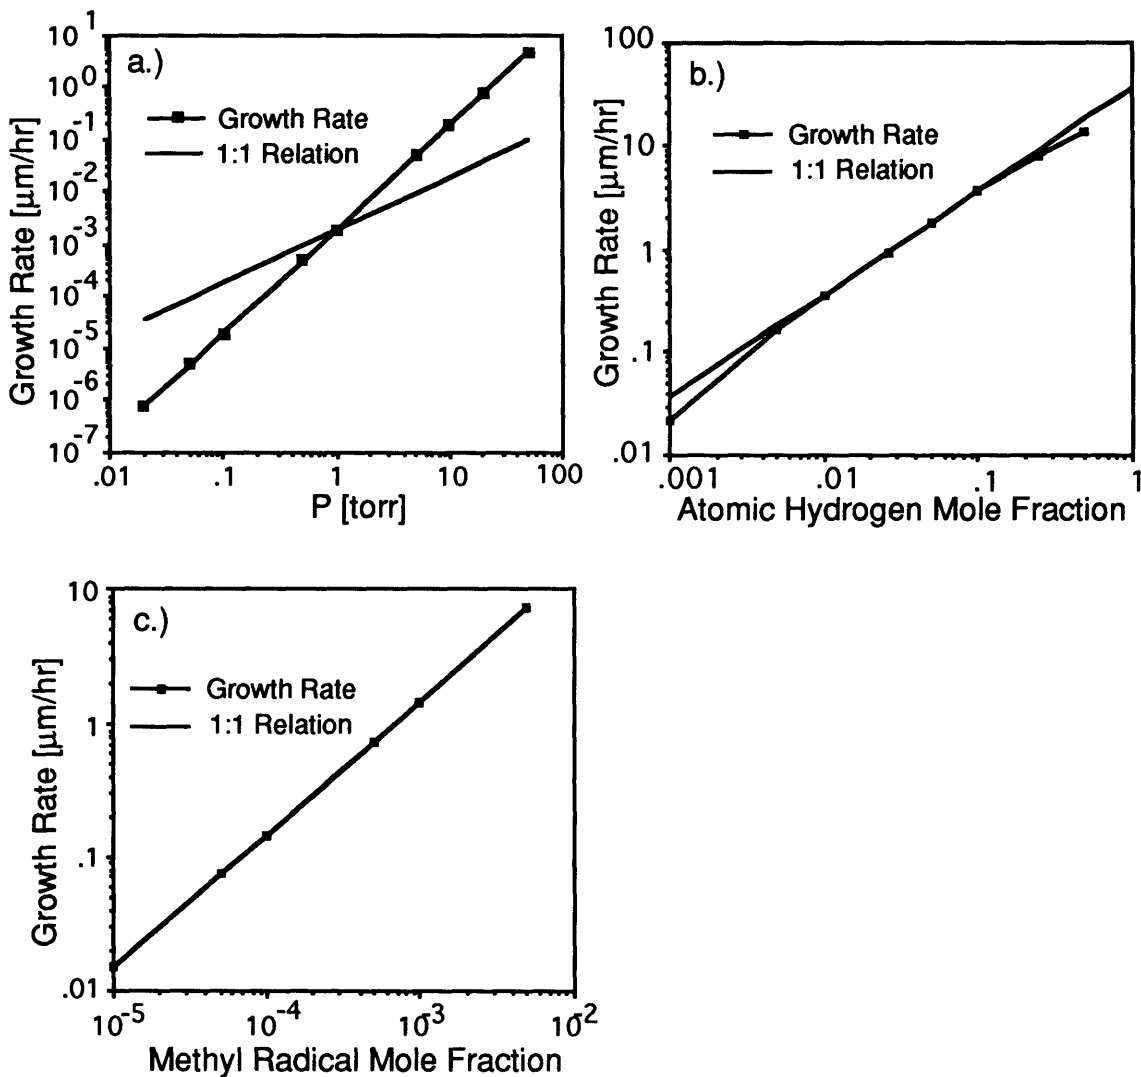 a.)
Growth Rate
1:1 Relation
Growth Rate [μm/hr]
10^1
10^0
10^-1
10^-2
10^-3
10^-4
10^-5
10^-6
10^-7
.01
.1
1
10
100
P [torr]
b.)
Growth Rate
1:1 Relation
Growth Rate [μm/hr]
100
10
1
.1
.01
.001
.01
.1
1
Atomic Hydrogen Mole Fraction
c.)
Growth Rate
1:1 Relation
Growth Rate [μm/hr]
10
1
.1
.01
10^-5
10^-4
10^-3
10^-2
Methyl Radical Mole Fraction